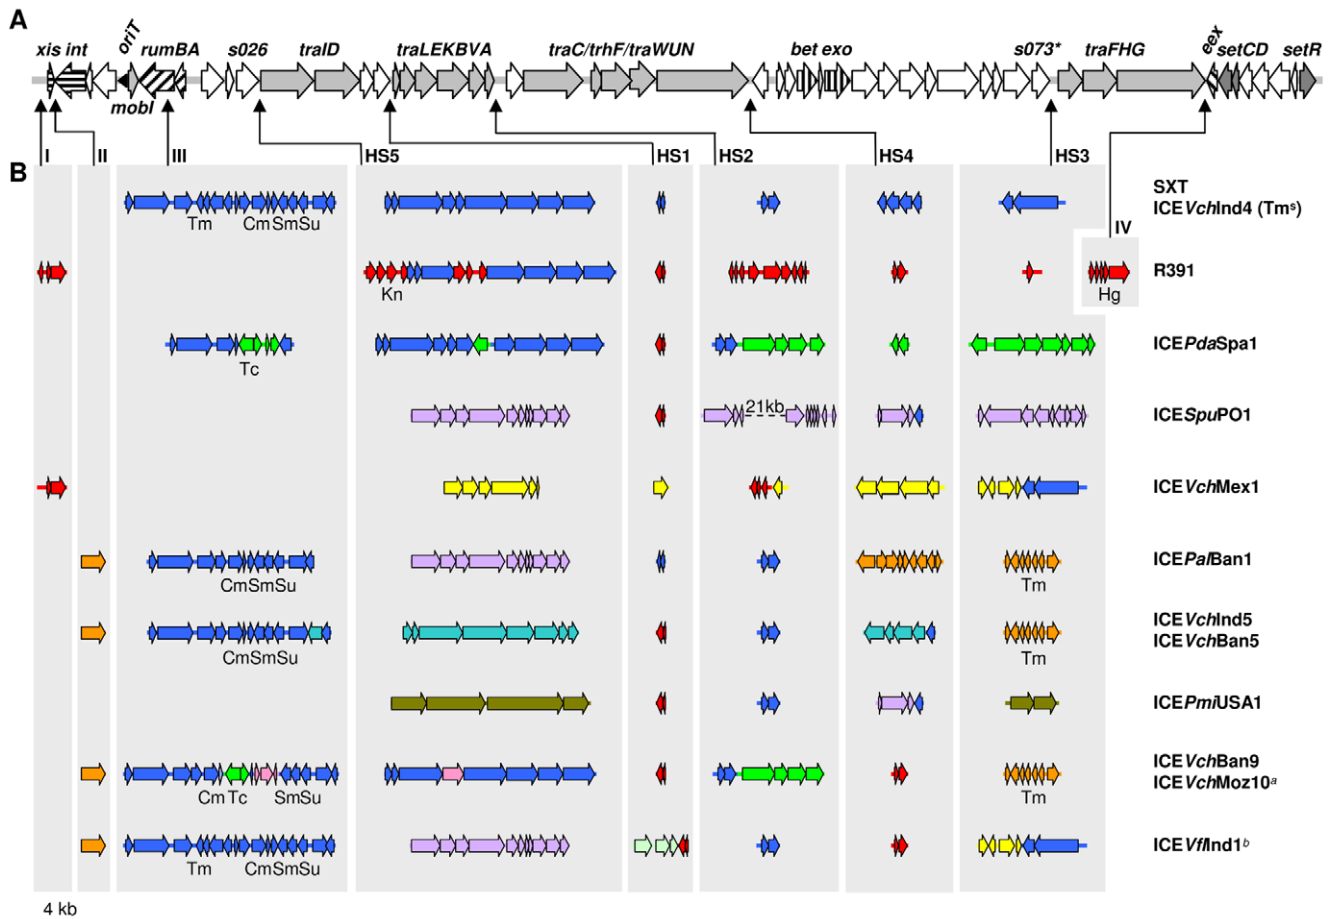 A
xis int oriT rumBA s026 traID traLEKBVA traC/trhF/traWUN bet exo s073* traFHG eex setCD setR
mobI
B
I II III HS5 HS1 HS2 HS4 HS3
SXT
ICEVchInd4 (Tmˢ)
Tm CmSmSu
IV
R391
Kn Hg
ICEPdaSpa1
Tc
21kb
ICESpuPO1
ICEVchMex1
ICEPalBan1
CmSmSu Tm
ICEVchInd5
ICEVchBan5
CmSmSu Tm
ICEPmiUSA1
ICEVchBan9
ICEVchMoz10ᵃ
Cm Tc SmSu Tm
ICEVflInd1ᵇ
Tm CmSmSu
4 kb